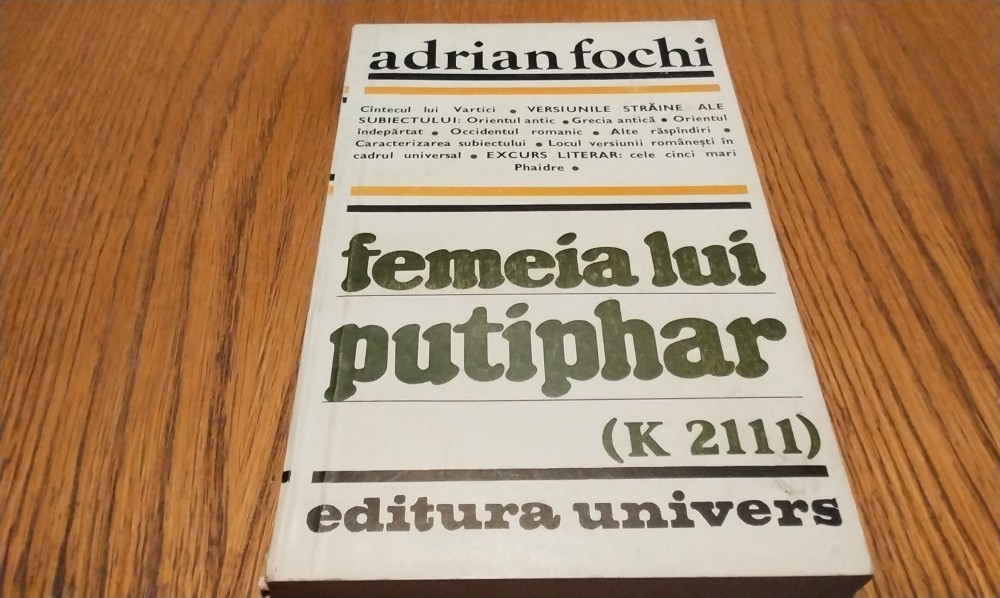 adrian fochi
Cîntecul lui Vartici • VERSIUNILE STRĂINE ALE
SUBIECTULUI: Orientul antic • Grecia antică • Orientul
îndepărtat • Occidentul romanic • Alte răspîndiri •
Caracterizarea subiectului • Locul versiunii românești în
cadrul universal • EXCURS LITERAR: cele cinci mari
Phaidre •
femeia lui
putiphar
(K 2111)
editura univers